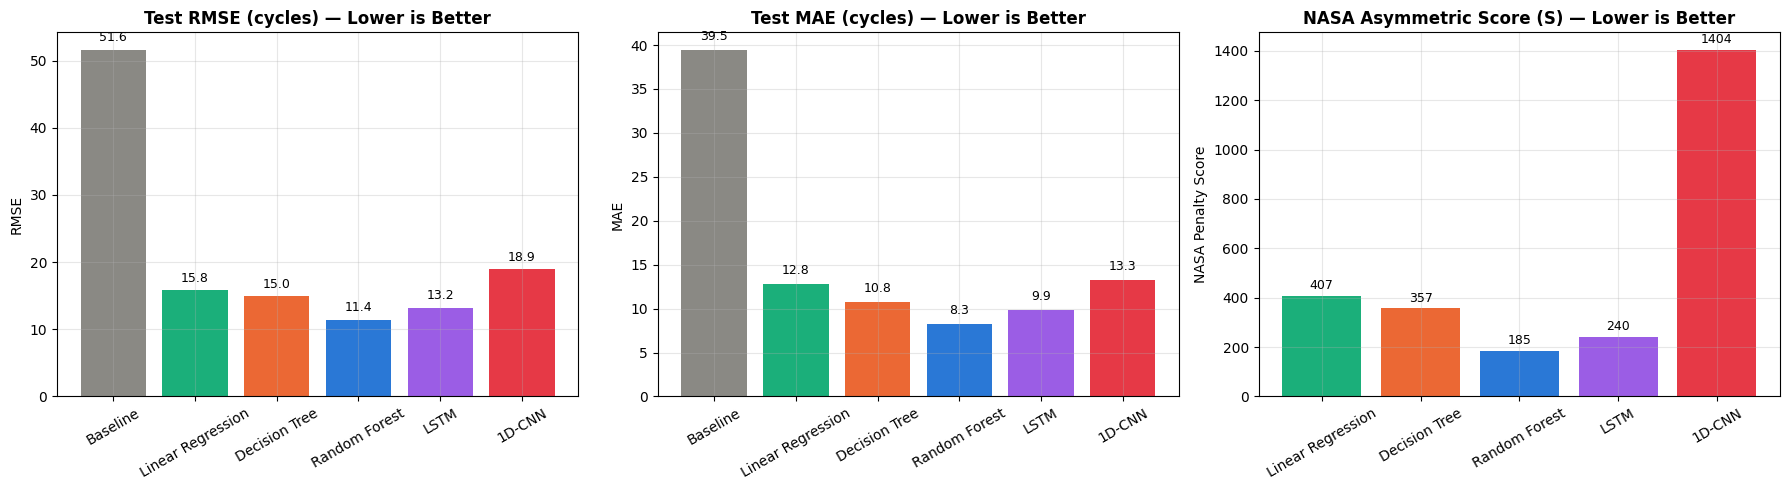 Test RMSE (cycles) — Lower is Better
RMSE
50
40
30
20
10
0
51.6
15.8
15.0
11.4
13.2
18.9
Baseline
Linear Regression
Decision Tree
Random Forest
LSTM
1D-CNN
Test MAE (cycles) — Lower is Better
MAE
40
35
30
25
20
15
10
5
0
39.5
12.8
10.8
8.3
9.9
13.3
Baseline
Linear Regression
Decision Tree
Random Forest
LSTM
1D-CNN
NASA Asymmetric Score (S) — Lower is Better
NASA Penalty Score
1400
1200
1000
800
600
400
200
0
407
357
185
240
1404
Linear Regression
Decision Tree
Random Forest
LSTM
1D-CNN